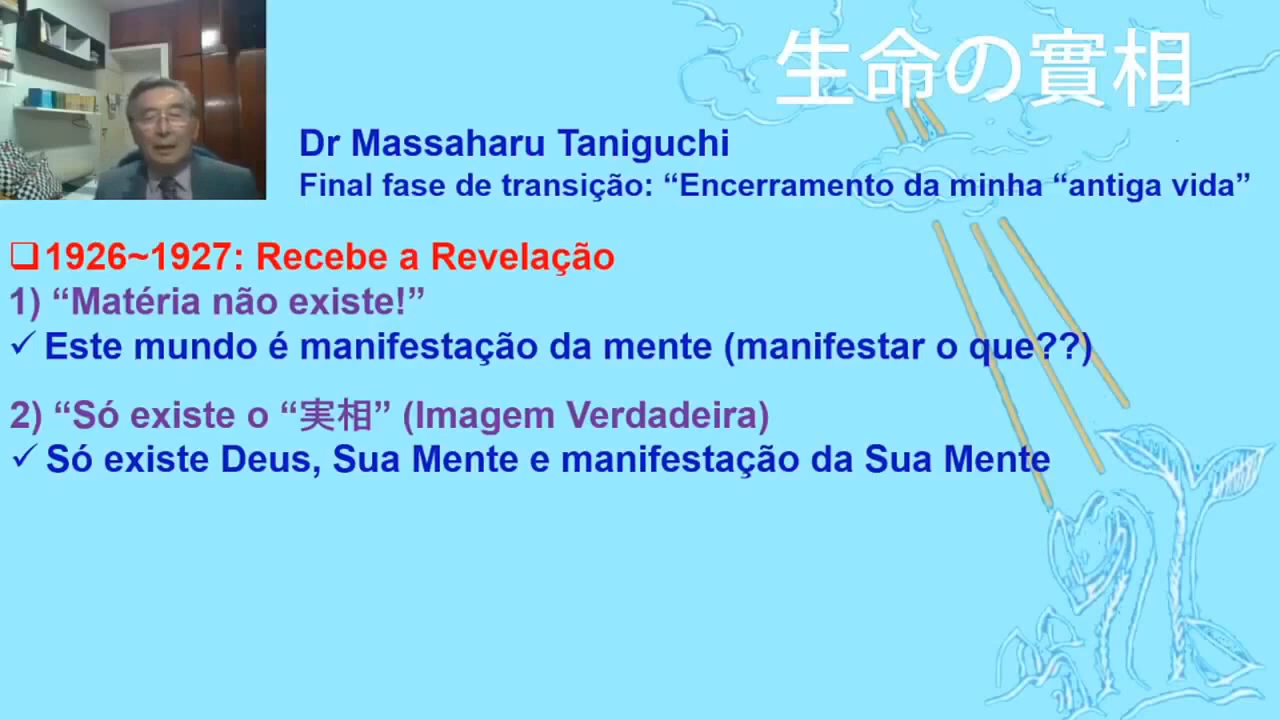 生命の實相
Dr Massaharu Taniguchi
Final fase de transição: “Encerramento da minha “antiga vida”
1926~1927: Recebe a Revelação
1) “Matéria não existe!”
✓ Este mundo é manifestação da mente (manifestar o que??)
2) “Só existe o “実相” (Imagem Verdadeira)
✓ Só existe Deus, Sua Mente e manifestação da Sua Mente